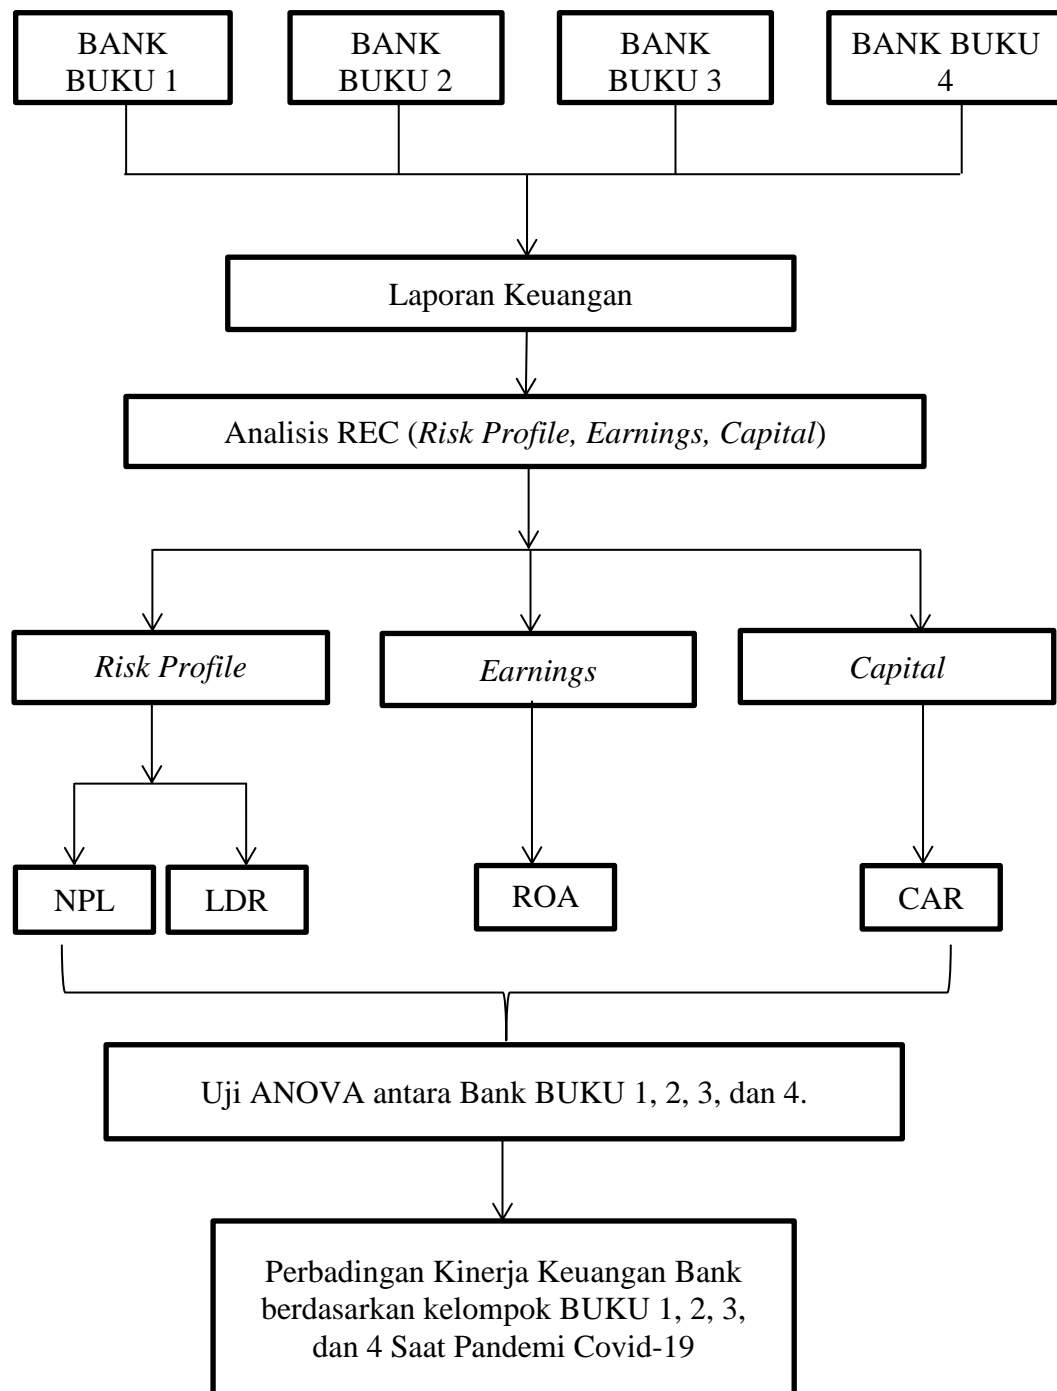 BANK
BUKU 1
BANK
BUKU 2
BANK
BUKU 3
BANK BUKU
4
Laporan Keuangan
Analisis REC (Risk Profile, Earnings, Capital)
Risk Profile
Earnings
Capital
NPL
LDR
ROA
CAR
Uji ANOVA antara Bank BUKU 1, 2, 3, dan 4.
Perbadingan Kinerja Keuangan Bank
berdasarkan kelompok BUKU 1, 2, 3,
dan 4 Saat Pandemi Covid-19